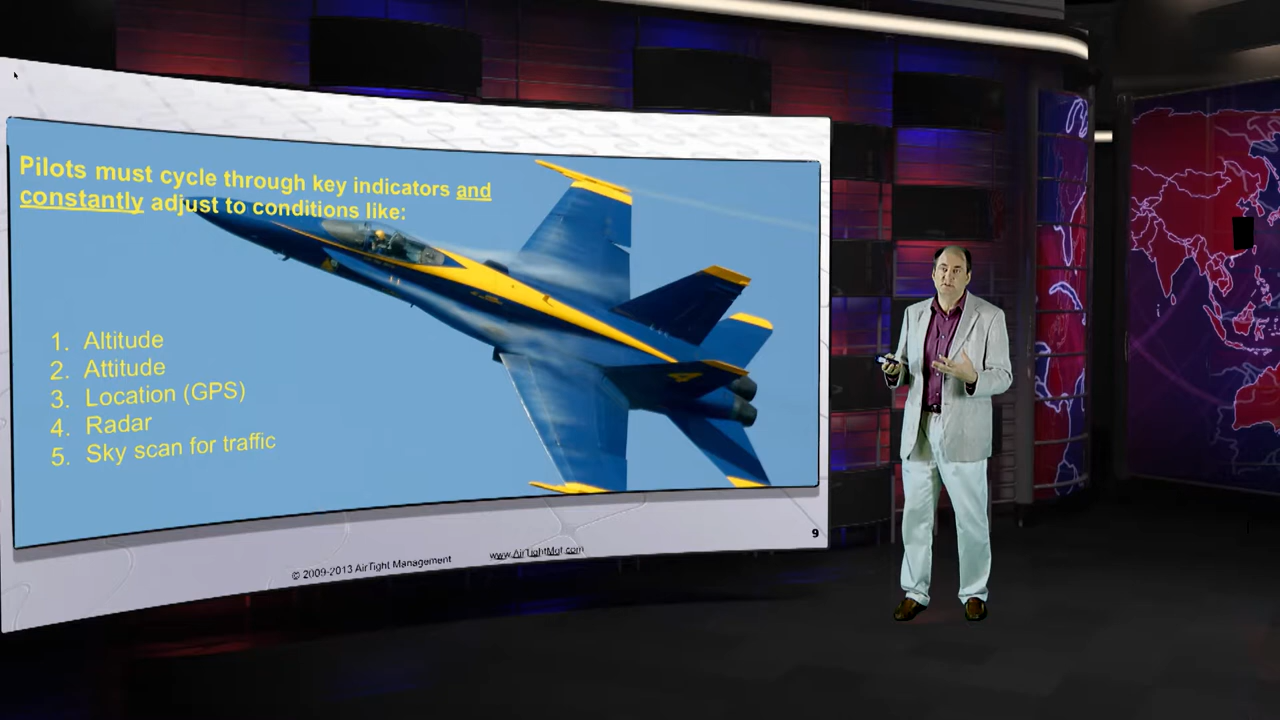 Pilots must cycle through key indicators and
constantly adjust to conditions like:
1. Altitude
2. Attitude
3. Location (GPS)
4. Radar
5. Sky scan for traffic
9
© 2009-2013 AirTight Management
www.AirTightMgt.com
4